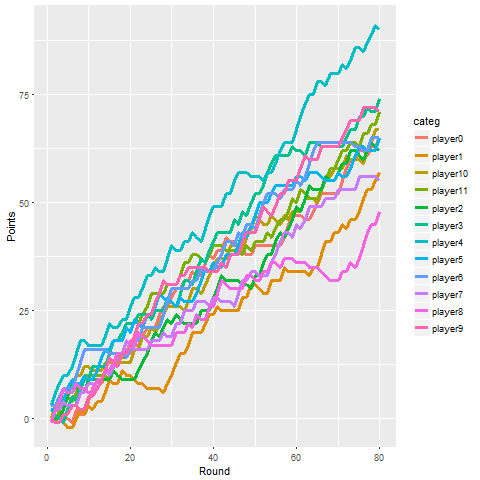 75
50
25
0
0
20
40
60
80
Round
Points
categ
player0
player1
player10
player11
player2
player3
player4
player5
player6
player7
player8
player9